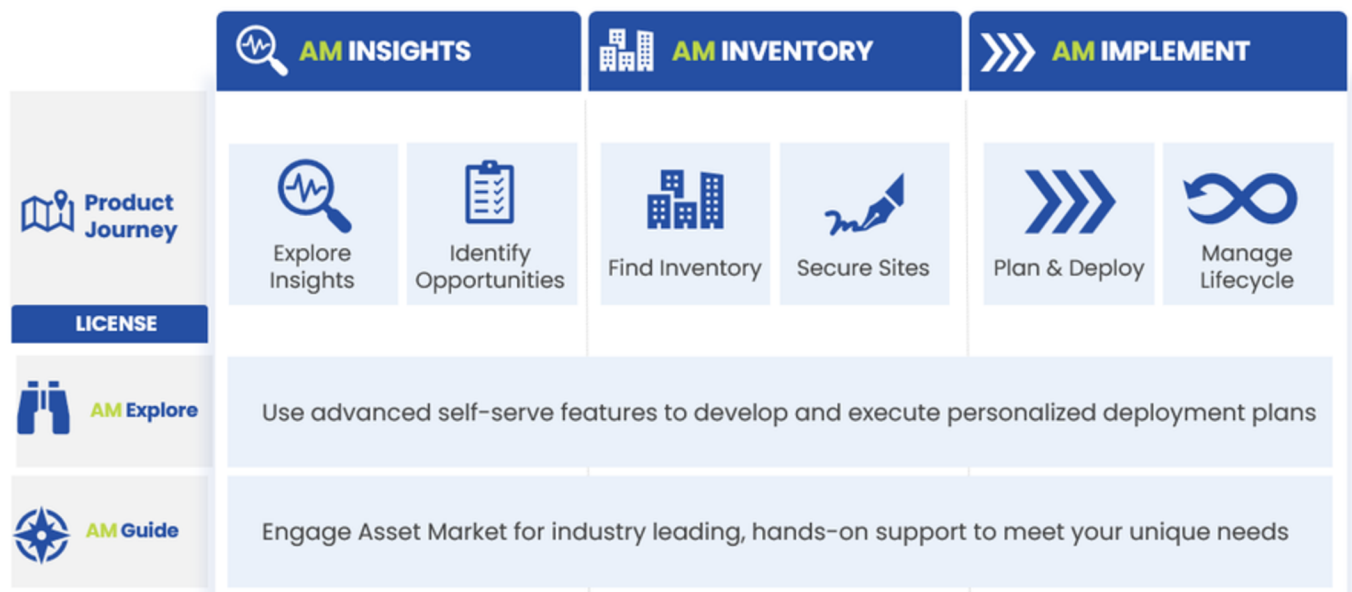 AM INSIGHTS
AM INVENTORY
AM IMPLEMENT
Product
Journey
Explore
Insights
Identify
Opportunities
Find Inventory
Secure Sites
Plan & Deploy
Manage
Lifecycle
LICENSE
AM Explore
Use advanced self-serve features to develop and execute personalized deployment plans
AM Guide
Engage Asset Market for industry leading, hands-on support to meet your unique needs